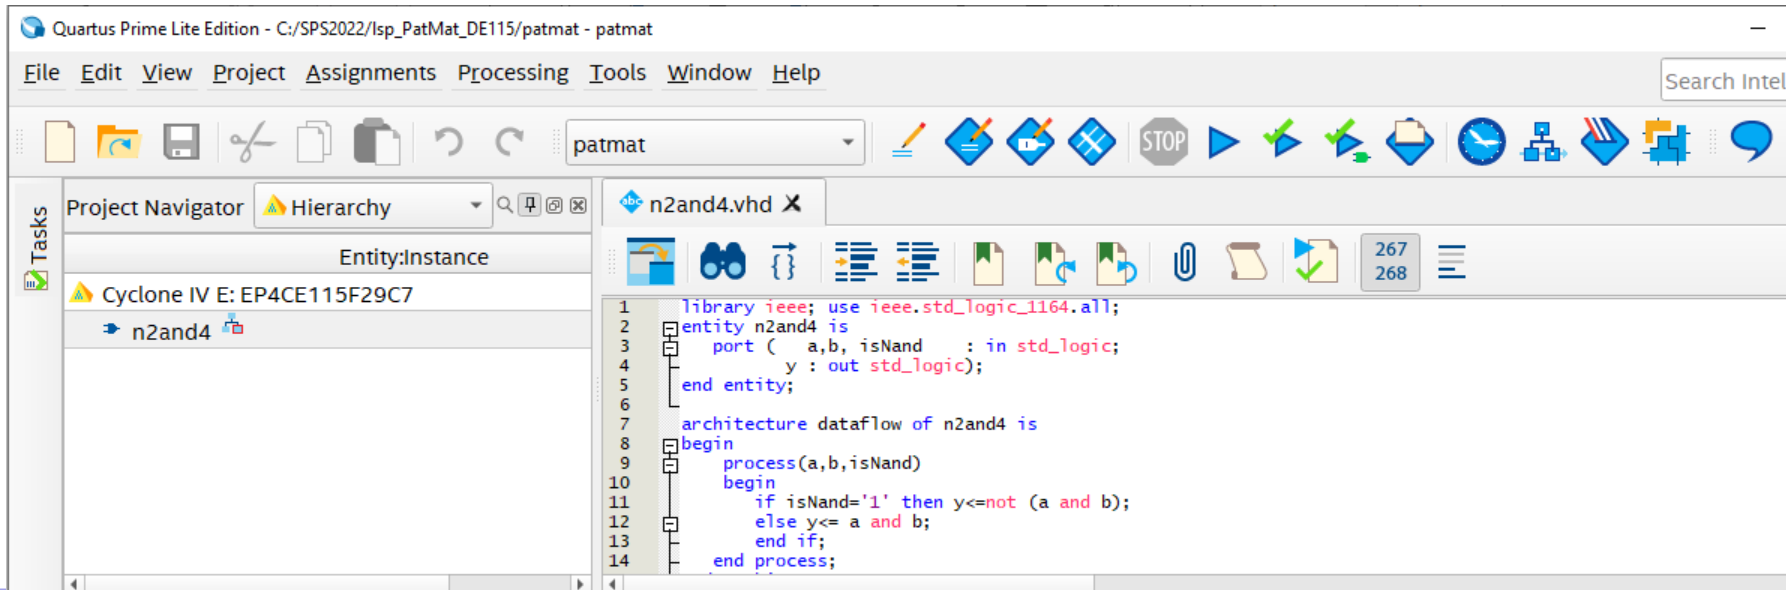 Quartus Prime Lite Edition - C:/SPS2022/lsp_PatMat_DE115/patmat - patmat
File Edit View Project Assignments Processing Tools Window Help
Search Intel
patmat
STOP
Tasks
Project Navigator Hierarchy
abc n2and4.vhd
Entity:Instance
267
268
Cyclone IV E: EP4CE115F29C7
n2and4
1 library ieee; use ieee.std_logic_1164.all;
2 entity n2and4 is
3 port ( a,b, isNand : in std_logic;
4 y : out std_logic);
5 end entity;
6
7 architecture dataflow of n2and4 is
8 begin
9 process(a,b,isNand)
10 begin
11 if isNand='1' then y<=not (a and b);
12 else y<= a and b;
13 end if;
14 end process;